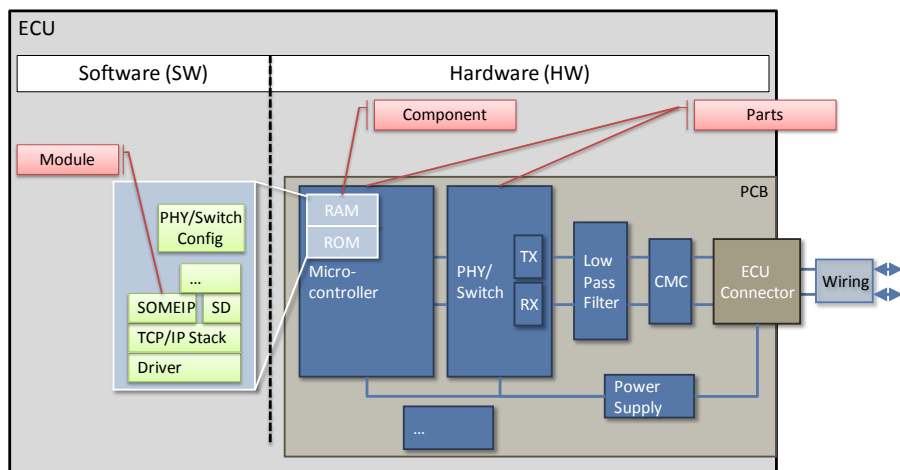 ECU
Software (SW)
Hardware (HW)
Component
Parts
Module
PCB
PHY/Switch
Config
...
SOMEIP
SD
TCP/IP Stack
Driver
RAM
ROM
Micro-
controller
PHY/
Switch
TX
RX
Low
Pass
Filter
CMC
ECU
Connector
Wiring
Power
Supply
...